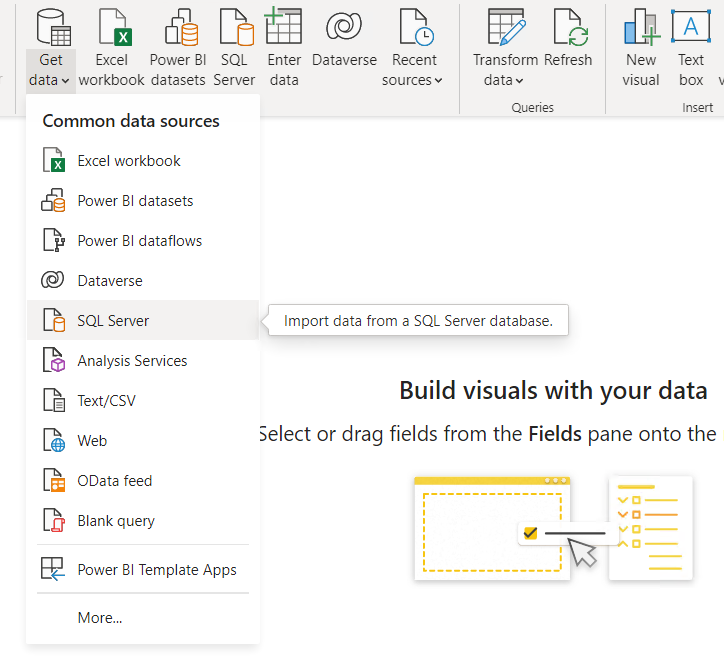 Get data
Excel workbook
Power BI datasets
SQL Server
Enter data
Dataverse
Recent sources
Transform data
Refresh
New visual
Text box
Queries
Insert
Common data sources
Excel workbook
Power BI datasets
Power BI dataflows
Dataverse
SQL Server
Import data from a SQL Server database.
Analysis Services
Text/CSV
Web
OData feed
Blank query
Power BI Template Apps
More...
Build visuals with your data
Select or drag fields from the Fields pane onto the